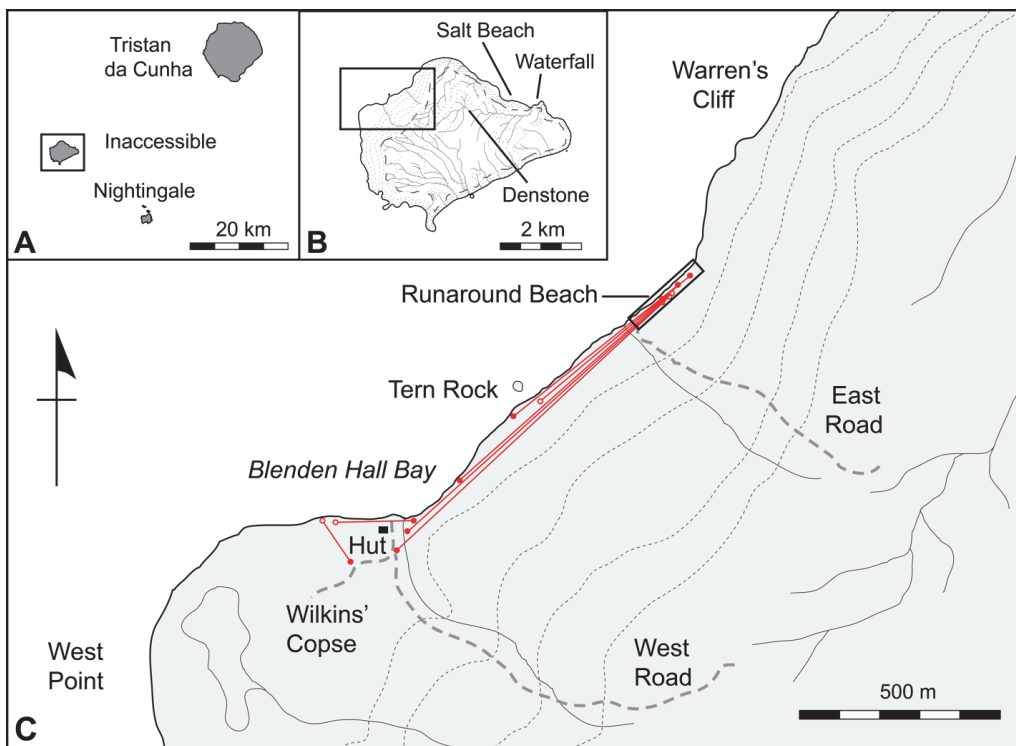 Tristan
da Cunha
Inaccessible
Nightingale
20 km
A
Salt Beach
Waterfall
Denstone
2 km
B
Warren's
Cliff
Runaround Beach
Tern Rock
East
Road
Blenden Hall Bay
Hut
Wilkins’
Copse
West
Point
West
Road
500 m
C